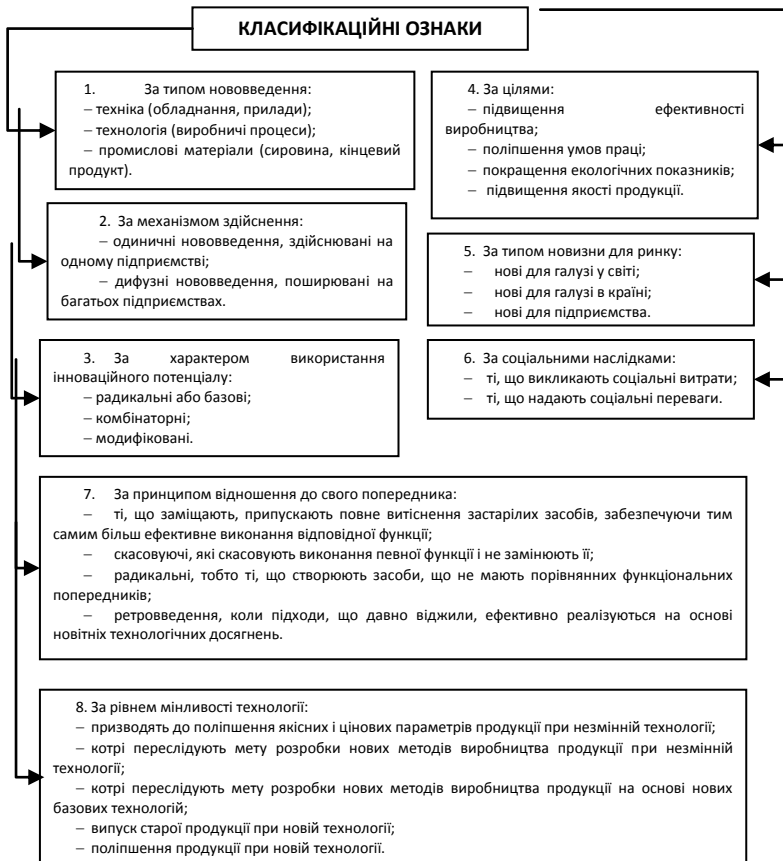 КЛАСИФІКАЦІЙНІ ОЗНАКИ
1. За типом нововведення:
– техніка (обладнання, прилади);
– технологія (виробничі процеси);
– промислові матеріали (сировина, кінцевий
продукт).
2. За механізмом здійснення:
– одиничні нововведення, здійснювані на
одному підприємстві;
– дифузні нововведення, поширювані на
багатьох підприємствах.
3. За характером використання
інноваційного потенціалу:
– радикальні або базові;
– комбінаторні;
– модифіковані.
4. За цілями:
– підвищення ефективності
виробництва;
– поліпшення умов праці;
– покращення екологічних показників;
– підвищення якості продукції.
5. За типом новизни для ринку:
– нові для галузі у світі;
– нові для галузі в країні;
– нові для підприємства.
6. За соціальними наслідками:
– ті, що викликають соціальні витрати;
– ті, що надають соціальні переваги.
7. За принципом відношення до свого попередника:
– ті, що заміщають, припускають повне витіснення застарілих засобів, забезпечуючи тим
самим більш ефективне виконання відповідної функції;
– скасовуючі, які скасовують виконання певної функції і не замінюють її;
– радикальні, тобто ті, що створюють засоби, що не мають порівнянних функціональних
попередників;
– ретровведення, коли підходи, що давно віджили, ефективно реалізуються на основі
новітніх технологічних досягнень.
8. За рівнем мінливості технології:
– призводять до поліпшення якісних і цінових параметрів продукції при незмінній технології;
– котрі переслідують мету розробки нових методів виробництва продукції при незмінній
технології;
– котрі переслідують мету розробки нових методів виробництва продукції на основі нових
базових технологій;
– випуск старої продукції при новій технології;
– поліпшення продукції при новій технології.